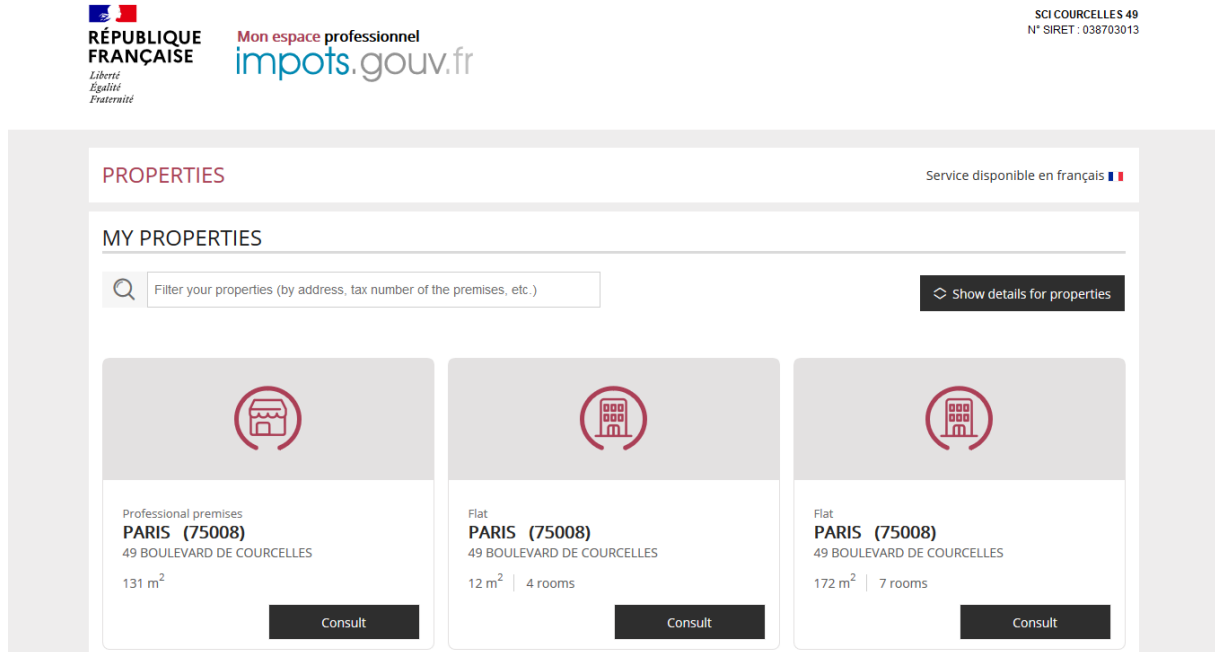 SCI COURCELLES 49
N° SIRET : 038703013
RÉPUBLIQUE
FRANÇAISE
Liberté
Égalité
Fraternité
Mon espace professionnel
impots.gouv.fr
PROPERTIES
Service disponible en français
MY PROPERTIES
Filter your properties (by address, tax number of the premises, etc.)
Show details for properties
Professional premises
PARIS (75008)
49 BOULEVARD DE COURCELLES
131 m²
Consult
Flat
PARIS (75008)
49 BOULEVARD DE COURCELLES
12 m² 4 rooms
Consult
Flat
PARIS (75008)
49 BOULEVARD DE COURCELLES
172 m² 7 rooms
Consult